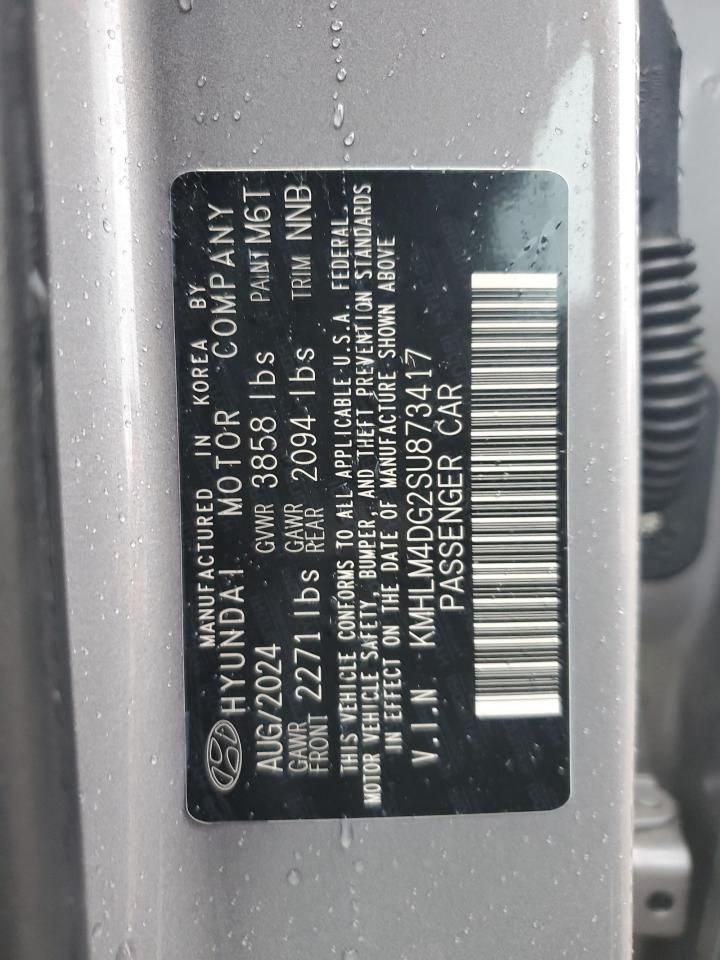 MANUFACTURED IN KOREA BY
HYUNDAI MOTOR COMPANY
AUG/2024 GVWR 3858 lbs PAINT M6T
GAWR FRONT 2271 lbs GAWR REAR 2094 lbs TRIM NNB
THIS VEHICLE CONFORMS TO ALL APPLICABLE U.S.A. FEDERAL
MOTOR VEHICLE SAFETY, BUMPER, AND THEFT PREVENTION STANDARDS
IN EFFECT ON THE DATE OF MANUFACTURE SHOWN ABOVE
V.I.N KMHLM4DG2SU873417
PASSENGER CAR